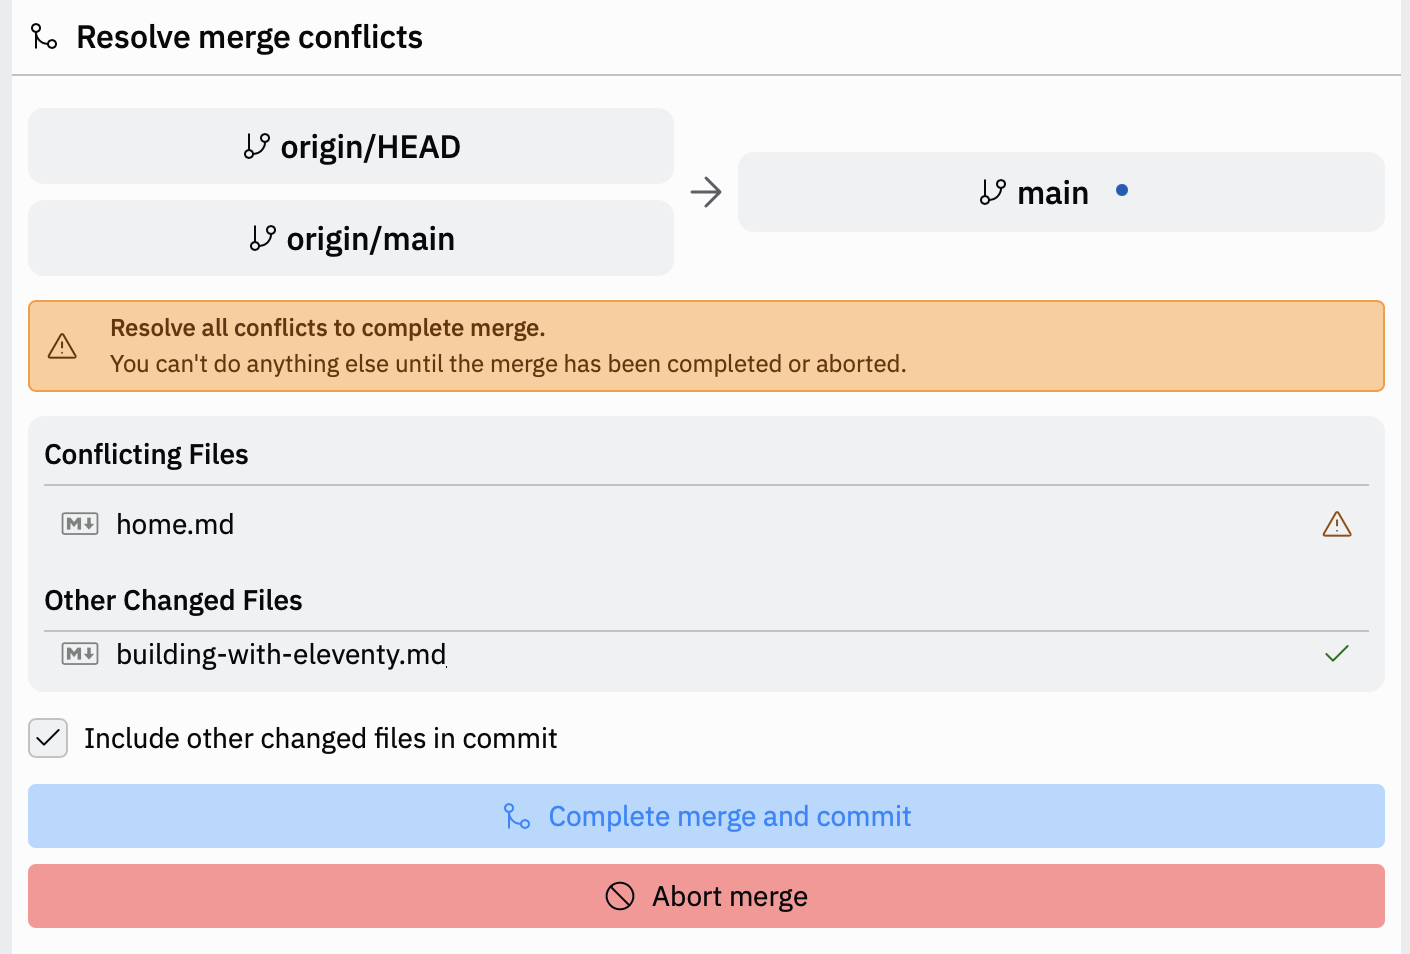 Resolve merge conflicts
origin/HEAD
origin/main
main
Resolve all conflicts to complete merge.
You can't do anything else until the merge has been completed or aborted.
Conflicting Files
M home.md
Other Changed Files
M building-with-eleventy.md
Include other changed files in commit
Complete merge and commit
Abort merge